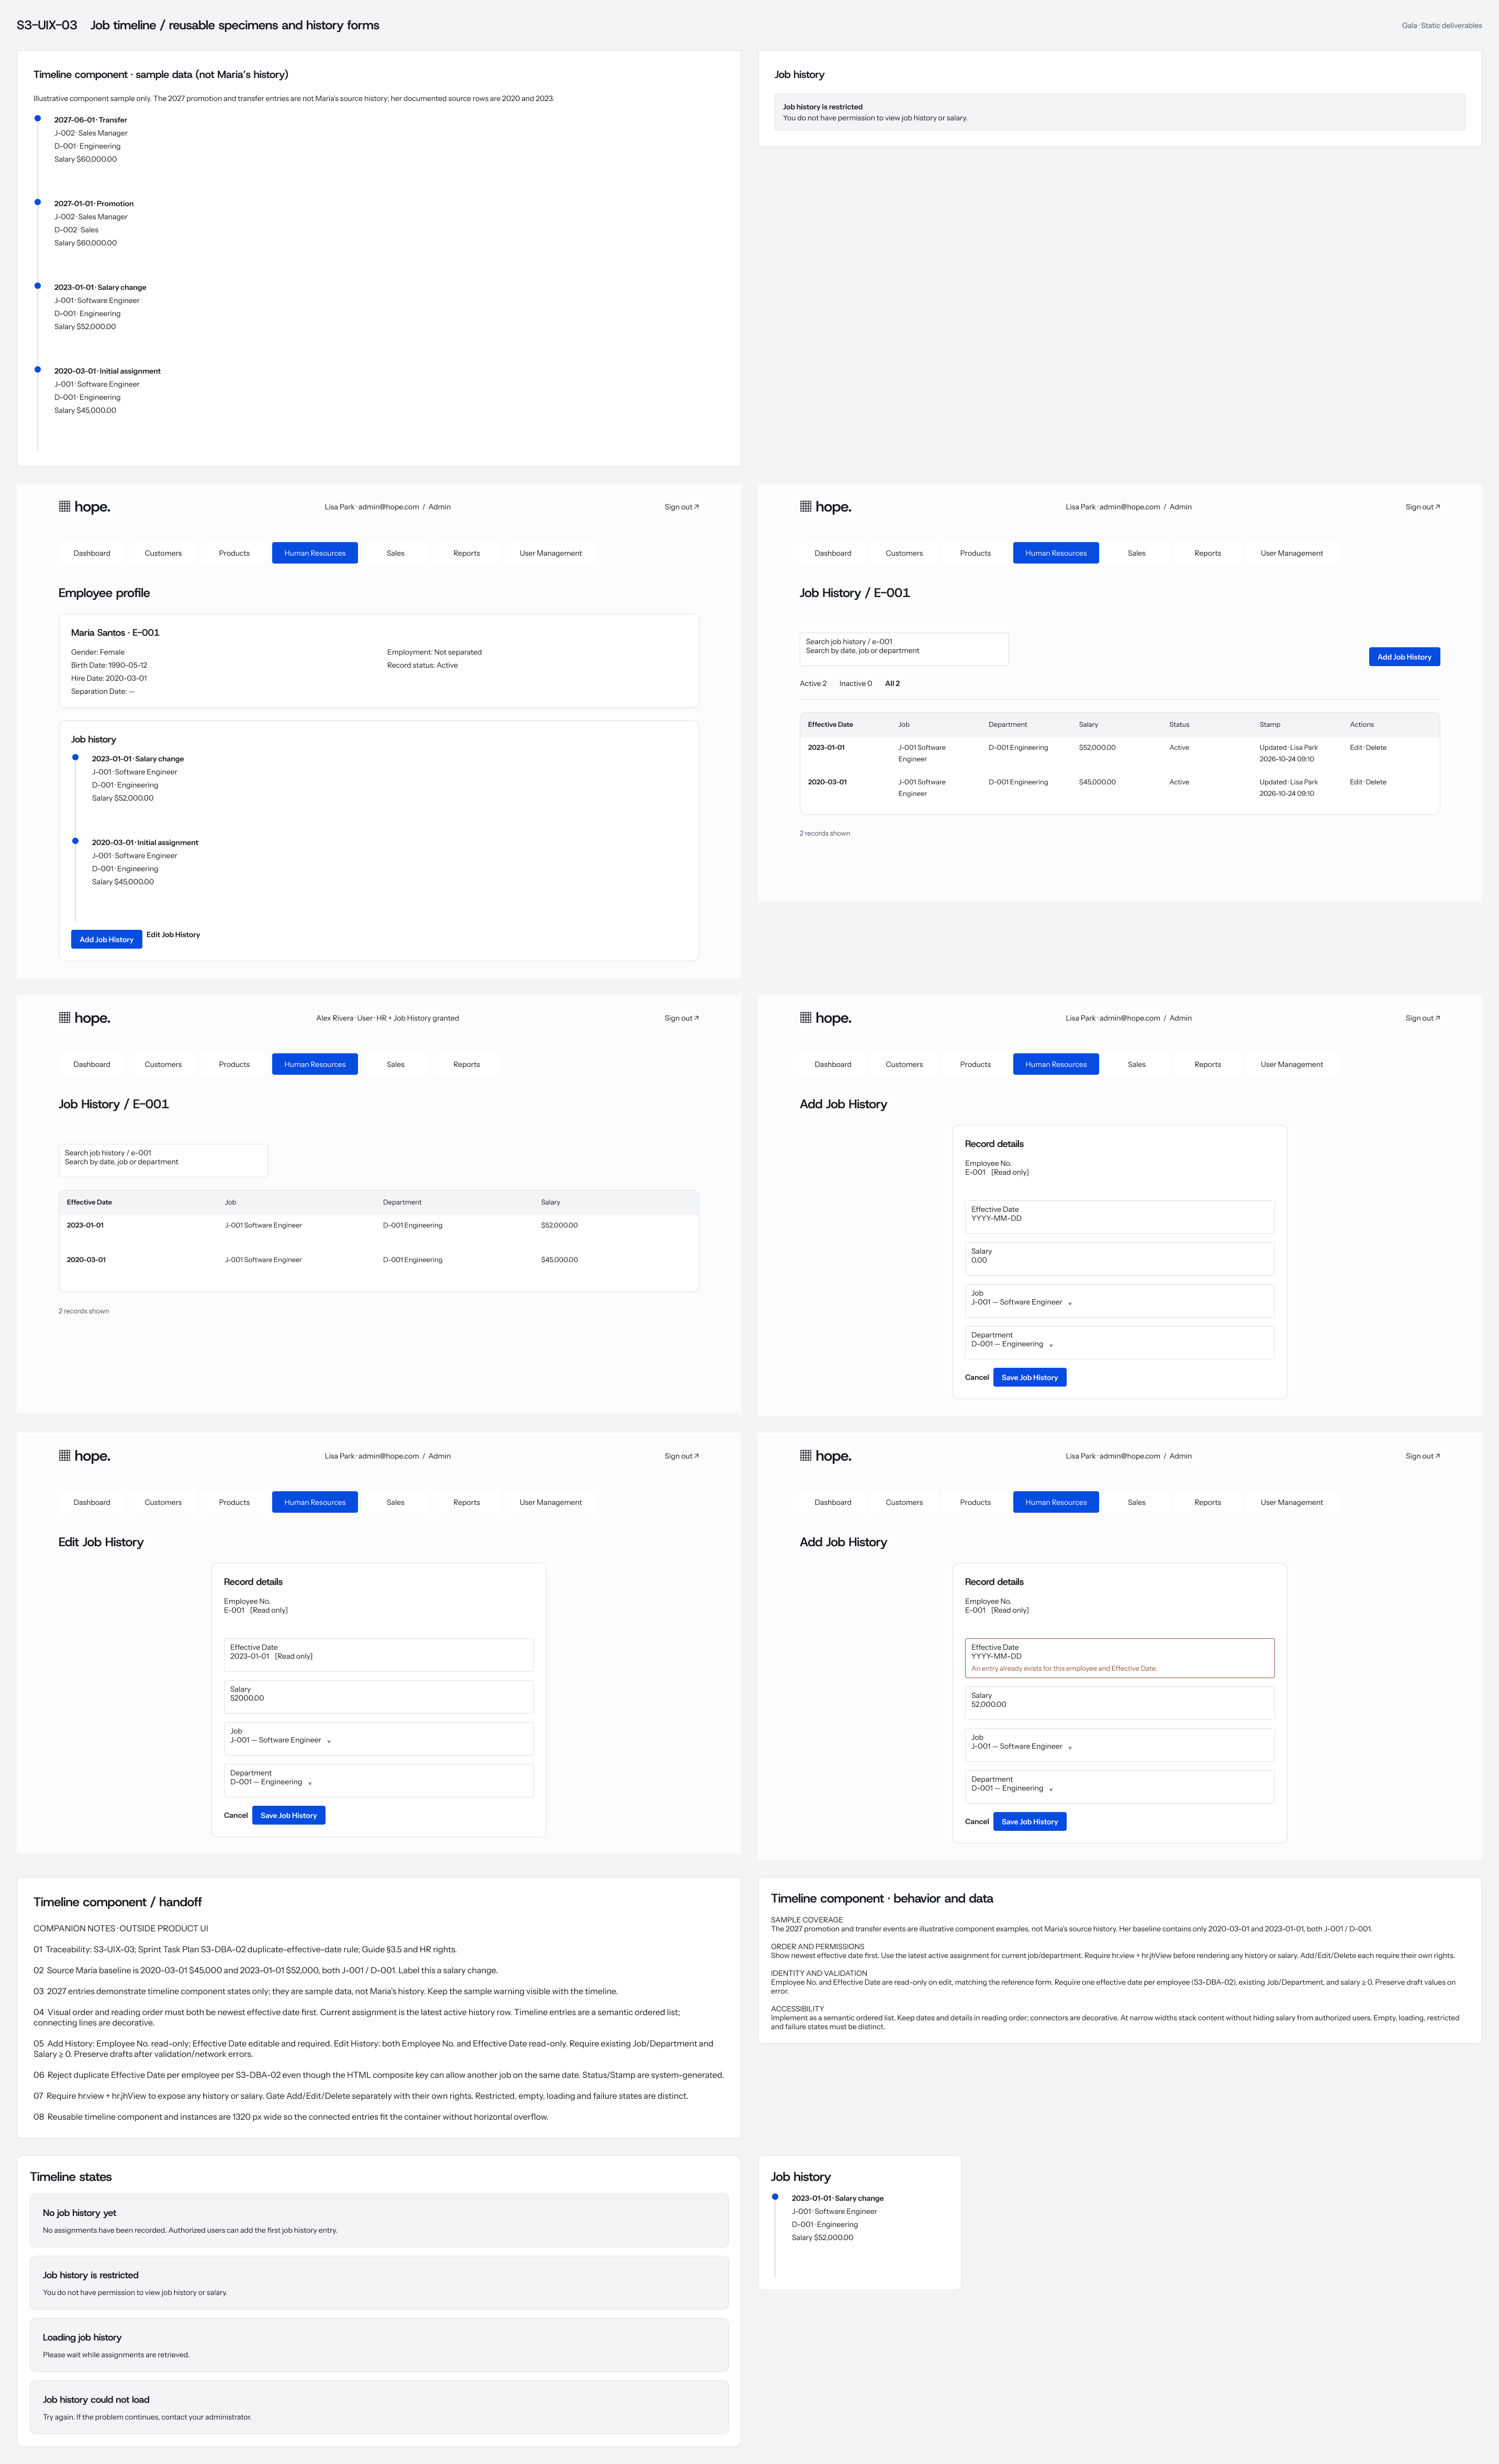 S3-UIX-03 Job timeline / reusable specimens and history forms
Gala · Static deliverables
Timeline component · sample data (not Maria's history)
Illustrative component sample only. The 2027 promotion and transfer entries are not Maria's source history; her documented source rows are 2020 and 2023.
2027-06-01 · Transfer
J-002 · Sales Manager
D-001 · Engineering
Salary $60,000.00
2027-01-01 · Promotion
J-002 · Sales Manager
D-002 · Sales
Salary $60,000.00
2023-01-01 · Salary change
J-001 · Software Engineer
D-001 · Engineering
Salary $52,000.00
2020-03-01 · Initial assignment
J-001 · Software Engineer
D-001 · Engineering
Salary $45,000.00
Job history
Job history is restricted
You do not have permission to view job history or salary.
hope.
Lisa Park · admin@hope.com / Admin
Sign out ↗
Dashboard Customers Products Human Resources Sales Reports User Management
Employee profile
Maria Santos · E-001
Gender: Female
Birth Date: 1990-05-12
Hire Date: 2020-03-01
Separation Date: —
Employment: Not separated
Record status: Active
Job history
2023-01-01 · Salary change
J-001 · Software Engineer
D-001 · Engineering
Salary $52,000.00
2020-03-01 · Initial assignment
J-001 · Software Engineer
D-001 · Engineering
Salary $45,000.00
Add Job History Edit Job History
hope.
Lisa Park · admin@hope.com / Admin
Sign out ↗
Dashboard Customers Products Human Resources Sales Reports User Management
Job History / E-001
Search job history / e-001
Search by date, job or department
Add Job History
Active 2 Inactive 0 All 2
Effective Date Job Department Salary Status Stamp Actions
2023-01-01 J-001 Software Engineer D-001 Engineering $52,000.00 Active Updated · Lisa Park 2026-10-24 09:10 Edit · Delete
2020-03-01 J-001 Software Engineer D-001 Engineering $45,000.00 Active Updated · Lisa Park 2026-10-24 09:10 Edit · Delete
2 records shown
hope.
Alex Rivera · User · HR + Job History granted
Sign out ↗
Dashboard Customers Products Human Resources Sales Reports
Job History / E-001
Search job history / e-001
Search by date, job or department
Effective Date Job Department Salary
2023-01-01 J-001 Software Engineer D-001 Engineering $52,000.00
2020-03-01 J-001 Software Engineer D-001 Engineering $45,000.00
2 records shown
hope.
Lisa Park · admin@hope.com / Admin
Sign out ↗
Dashboard Customers Products Human Resources Sales Reports User Management
Add Job History
Record details
Employee No.
E-001 [Read only]
Effective Date
YYYY-MM-DD
Salary
0.00
Job
J-001 — Software Engineer ˅
Department
D-001 — Engineering ˅
Cancel Save Job History
hope.
Lisa Park · admin@hope.com / Admin
Sign out ↗
Dashboard Customers Products Human Resources Sales Reports User Management
Edit Job History
Record details
Employee No.
E-001 [Read only]
Effective Date
2023-01-01 [Read only]
Salary
52000.00
Job
J-001 — Software Engineer ˅
Department
D-001 — Engineering ˅
Cancel Save Job History
hope.
Lisa Park · admin@hope.com / Admin
Sign out ↗
Dashboard Customers Products Human Resources Sales Reports User Management
Add Job History
Record details
Employee No.
E-001 [Read only]
Effective Date
YYYY-MM-DD
An entry already exists for this employee and Effective Date.
Salary
52,000.00
Job
J-001 — Software Engineer ˅
Department
D-001 — Engineering ˅
Cancel Save Job History
Timeline component / handoff
COMPANION NOTES · OUTSIDE PRODUCT UI
01 Traceability: S3-UIX-03; Sprint Task Plan S3-DBA-02 duplicate-effective-date rule; Guide §3.5 and HR rights.
02 Source Maria baseline is 2020-03-01 $45,000 and 2023-01-01 $52,000, both J-001 / D-001. Label this a salary change.
03 2027 entries demonstrate timeline component states only; they are sample data, not Maria's history. Keep the sample warning visible with the timeline.
04 Visual order and reading order must both be newest effective date first. Current assignment is the latest active history row. Timeline entries are a semantic ordered list;
connecting lines are decorative.
05 Add History: Employee No. read-only; Effective Date editable and required. Edit History: both Employee No. and Effective Date read-only. Require existing Job/Department and
Salary ≥ 0. Preserve drafts after validation/network errors.
06 Reject duplicate Effective Date per employee per S3-DBA-02 even though the HTML composite key can allow another job on the same date. Status/Stamp are system-generated.
07 Require hr.view + hr.jhView to expose any history or salary. Gate Add/Edit/Delete separately with their own rights. Restricted, empty, loading and failure states are distinct.
08 Reusable timeline component and instances are 1320 px wide so the connected entries fit the container without horizontal overflow.
Timeline component · behavior and data
SAMPLE COVERAGE
The 2027 promotion and transfer events are illustrative component examples, not Maria's source history. Her baseline contains only 2020-03-01 and 2023-01-01, both J-001 / D-001.
ORDER AND PERMISSIONS
Show newest effective date first. Use the latest active assignment for current job/department. Require hr.view + hr.jhView before rendering any history or salary. Add/Edit/Delete each require their own rights.
IDENTITY AND VALIDATION
Employee No. and Effective Date are read-only on edit, matching the reference form. Require one effective date per employee (S3-DBA-02), existing Job/Department, and salary ≥ 0. Preserve draft values on
error.
ACCESSIBILITY
Implement as a semantic ordered list. Keep dates and details in reading order; connectors are decorative. At narrow widths stack content without hiding salary from authorized users. Empty, loading, restricted
and failure states must be distinct.
Timeline states
No job history yet
No assignments have been recorded. Authorized users can add the first job history entry.
Job history is restricted
You do not have permission to view job history or salary.
Loading job history
Please wait while assignments are retrieved.
Job history could not load
Try again. If the problem continues, contact your administrator.
Job history
2023-01-01 · Salary change
J-001 · Software Engineer
D-001 · Engineering
Salary $52,000.00